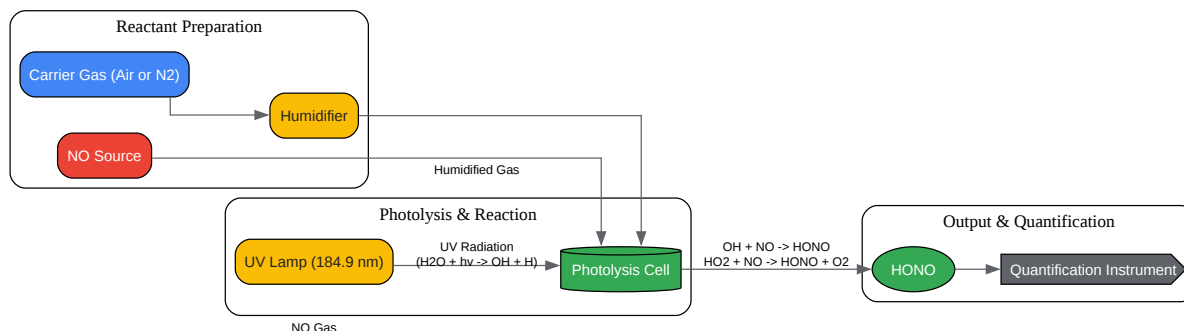 Reactant Preparation
Carrier Gas (Air or N2)
Humidifier
NO Source
Humidified Gas
Photolysis & Reaction
UV Lamp (184.9 nm)
UV Radiation
(H2O + hv -> OH + H)
Photolysis Cell
OH + NO -> HONO
HO2 + NO -> HONO + O2
Output & Quantification
HONO
Quantification Instrument
NO Gas